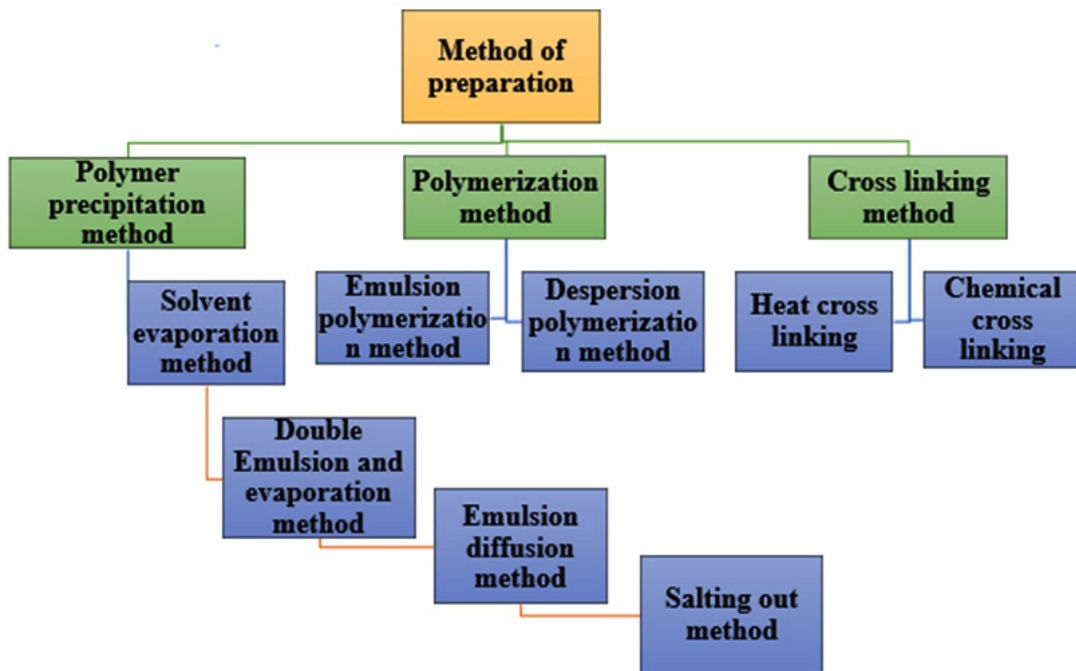 Method of
preparation
Polymer
precipitation
method
Polymerization
method
Cross linking
method
Solvent
evaporation
method
Emulsion
polymerizatio
n method
Despersion
polymerizatio
n method
Heat cross
linking
Chemical
cross
linking
Double
Emulsion and
evaporation
method
Emulsion
diffusion
method
Salting out
method